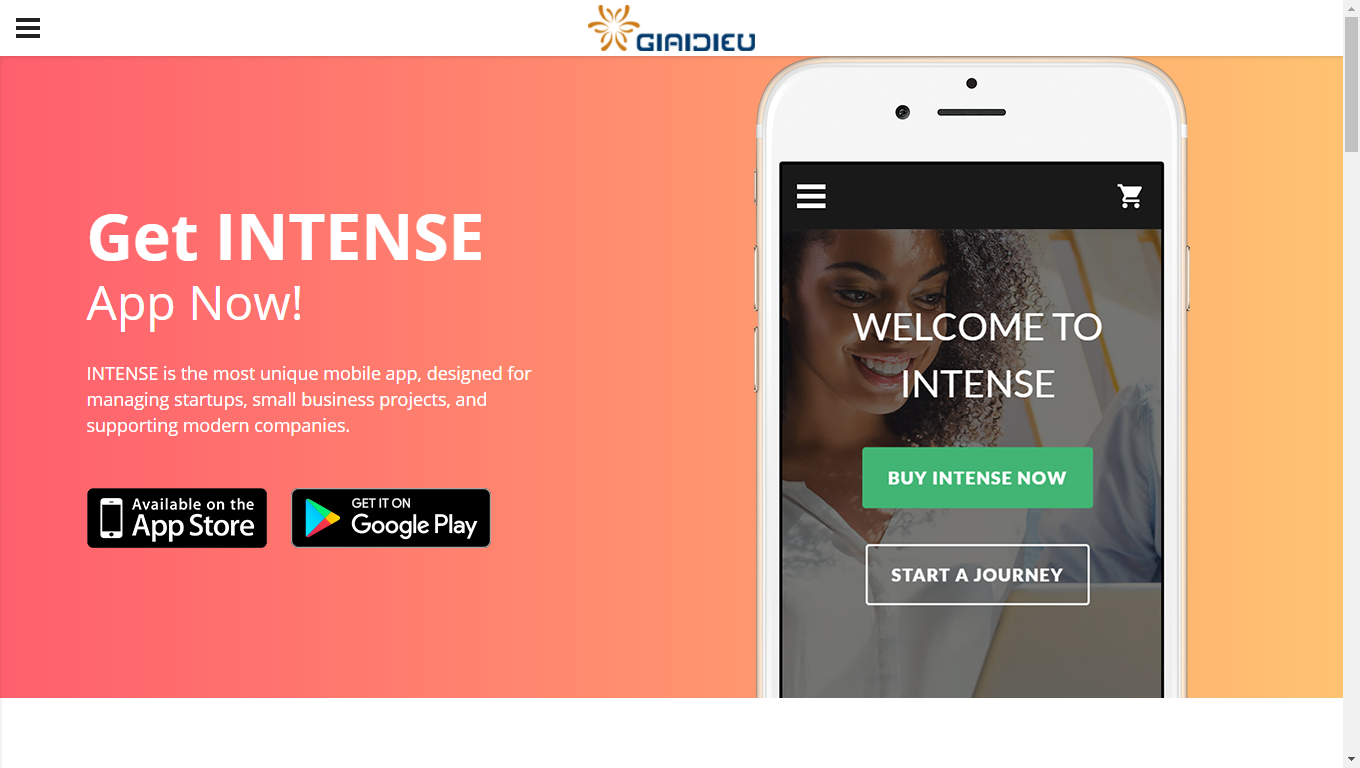 GIAIDIEU
Get INTENSE
App Now!
INTENSE is the most unique mobile app, designed for
managing startups, small business projects, and
supporting modern companies.
Available on the
App Store
GET IT ON
Google Play
WELCOME TO
INTENSE
BUY INTENSE NOW
START A JOURNEY